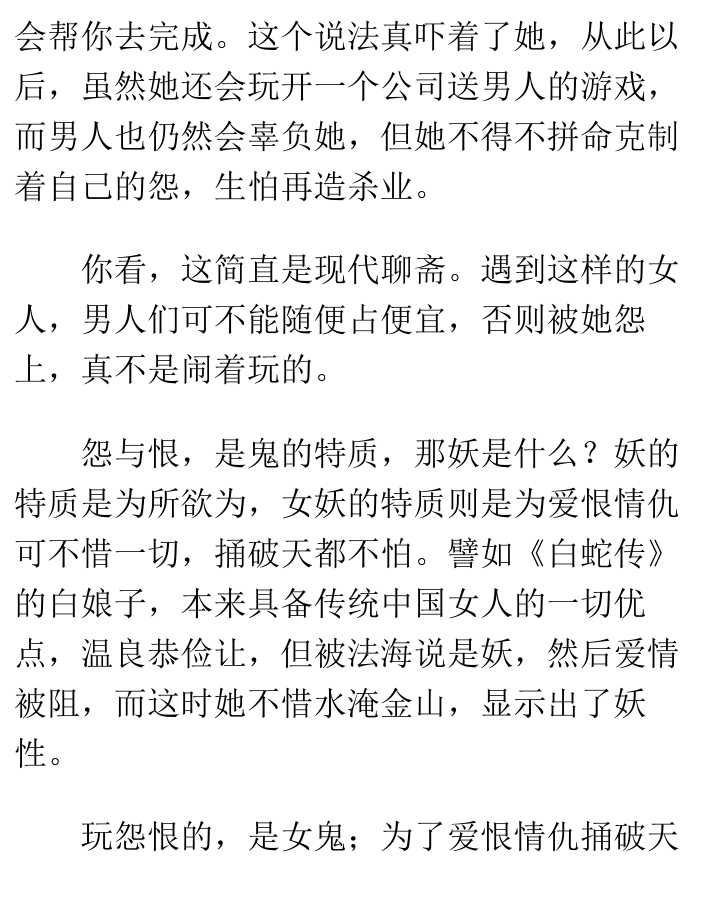 会帮你去完成。这个说法真吓着了她，从此以
后，虽然她还会玩开一个公司送男人的游戏，
而男人也仍然会辜负她，但她不得不拼命克制
着自己的怨，生怕再造杀业。
你看，这简直是现代聊斋。遇到这样的女
人，男人们可不能随便占便宜，否则被她怨
上，真不是闹着玩的。
怨与恨，是鬼的特质，那妖是什么？妖的
特质是为所欲为，女妖的特质则是为爱恨情仇
可不惜一切，捅破天都不怕。譬如《白蛇传》
的白娘子，本来具备传统中国女人的一切优
点，温良恭俭让，但被法海说是妖，然后爱情
被阻，而这时她不惜水淹金山，显示出了妖
性。
玩怨恨的，是女鬼；为了爱恨情仇捅破天